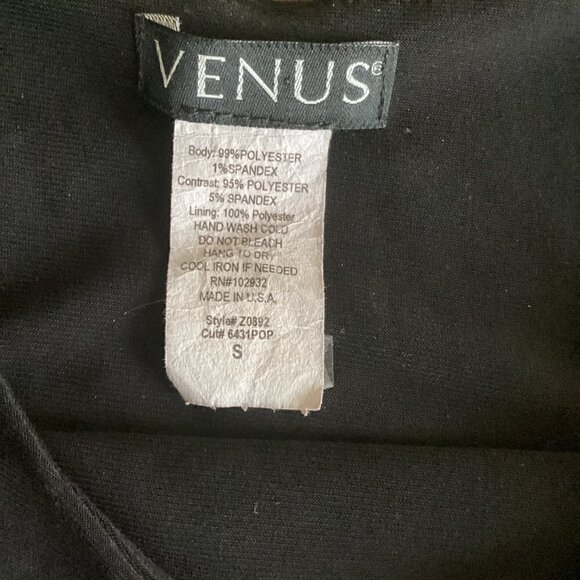 VENUS®
Body: 99%POLYESTER
1%SPANDEX
Contrast: 95% POLYESTER
5% SPANDEX
Lining: 100% Polyester
HAND WASH COLD
DO NOT BLEACH
HANG TO DRY
COOL IRON IF NEEDED
RN#102932
MADE IN U.S.A.
Style# Z0892
Cut# 6431POP
S